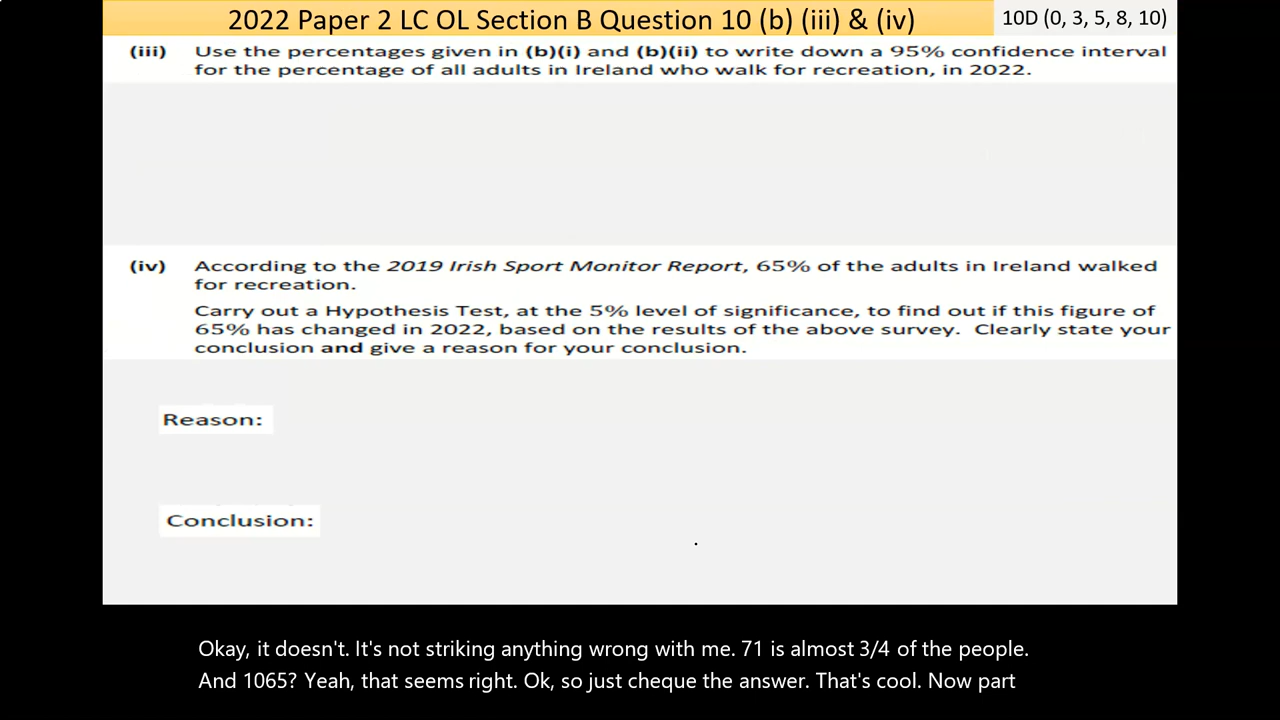 2022 Paper 2 LC OL Section B Question 10 (b) (iii) & (iv)
10D (0, 3, 5, 8, 10)
(iii) Use the percentages given in (b)(i) and (b)(ii) to write down a 95% confidence interval
for the percentage of all adults in Ireland who walk for recreation, in 2022.
(iv) According to the 2019 Irish Sport Monitor Report, 65% of the adults in Ireland walked
for recreation.
Carry out a Hypothesis Test, at the 5% level of significance, to find out if this figure of
65% has changed in 2022, based on the results of the above survey. Clearly state your
conclusion and give a reason for your conclusion.
Reason:
Conclusion:
Okay, it doesn't. It's not striking anything wrong with me. 71 is almost 3/4 of the people.
And 1065? Yeah, that seems right. Ok, so just cheque the answer. That's cool. Now part